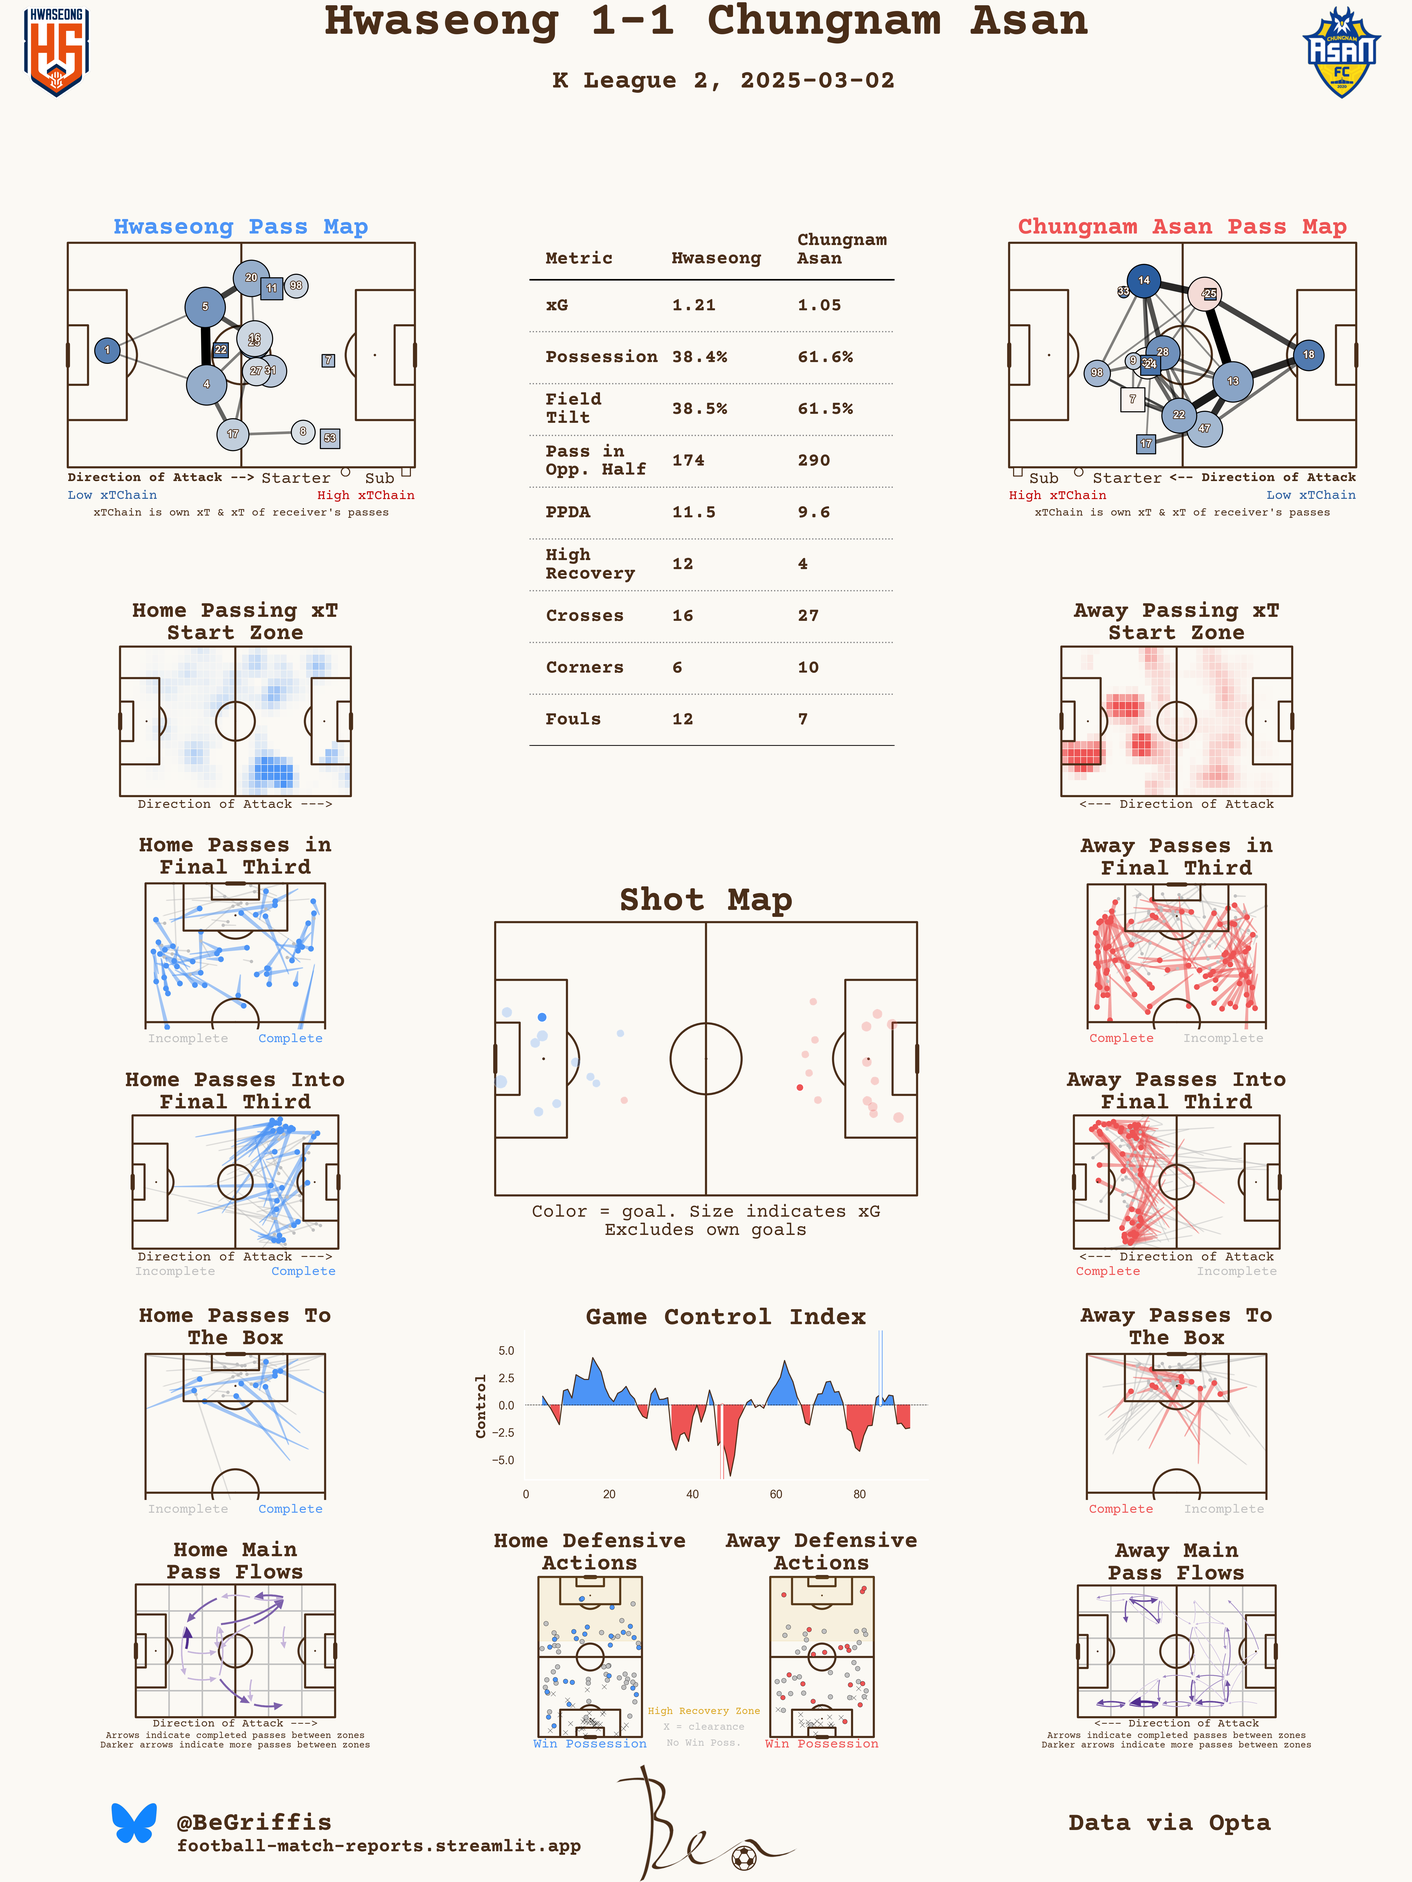 Hwaseong 1-1 Chungnam Asan
K League 2, 2025-03-02
HWASEONG
CHUNGNAM
ASAN
FC
2020
Hwaseong Pass Map
1
5
4
20
11
98
16
22
27
31
7
17
8
53
Direction of Attack --> Starter Sub
Low xTChain High xTChain
xTChain is own xT & xT of receiver's passes
Metric Hwaseong Chungnam
Asan
xG 1.21 1.05
Possession 38.4% 61.6%
Field
Tilt 38.5% 61.5%
Pass in
Opp. Half 174 290
PPDA 11.5 9.6
High
Recovery 12 4
Crosses 16 27
Corners 6 10
Fouls 12 7
Chungnam Asan Pass Map
14
33
25
28
9
24
98
18
13
7
22
47
17
Sub Starter <-- Direction of Attack
High xTChain Low xTChain
xTChain is own xT & xT of receiver's passes
Home Passing xT
Start Zone
Direction of Attack --->
Away Passing xT
Start Zone
<--- Direction of Attack
Home Passes in
Final Third
Incomplete Complete
Away Passes in
Final Third
Complete Incomplete
Shot Map
Color = goal. Size indicates xG
Excludes own goals
Home Passes Into
Final Third
Direction of Attack --->
Incomplete Complete
Away Passes Into
Final Third
<--- Direction of Attack
Complete Incomplete
Home Passes To
The Box
Incomplete Complete
Game Control Index
Control
5.0
2.5
0.0
−2.5
−5.0
0 20 40 60 80
Away Passes To
The Box
Complete Incomplete
Home Main
Pass Flows
Direction of Attack --->
Arrows indicate completed passes between zones
Darker arrows indicate more passes between zones
Home Defensive
Actions
Win Possession
Away Defensive
Actions
Win Possession
High Recovery Zone
X = clearance
No Win Poss.
Away Main
Pass Flows
<--- Direction of Attack
Arrows indicate completed passes between zones
Darker arrows indicate more passes between zones
@BeGriffis
football-match-reports.streamlit.app
Ben
Data via Opta